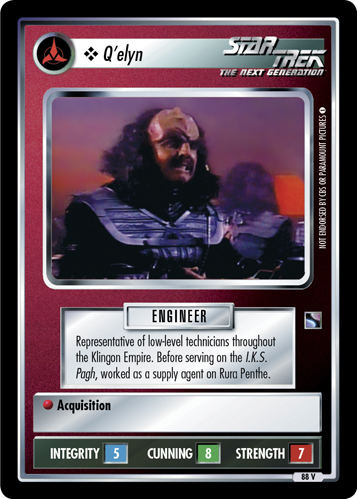 ❖ Q'elyn
STAR TREK
THE NEXT GENERATION
NOT ENDORSED BY CBS OR PARAMOUNT PICTURES
ENGINEER
Representative of low-level technicians throughout
the Klingon Empire. Before serving on the I.K.S.
Pagh, worked as a supply agent on Rura Penthe.
Acquisition
INTEGRITY 5 CUNNING 8 STRENGTH 7
88 V